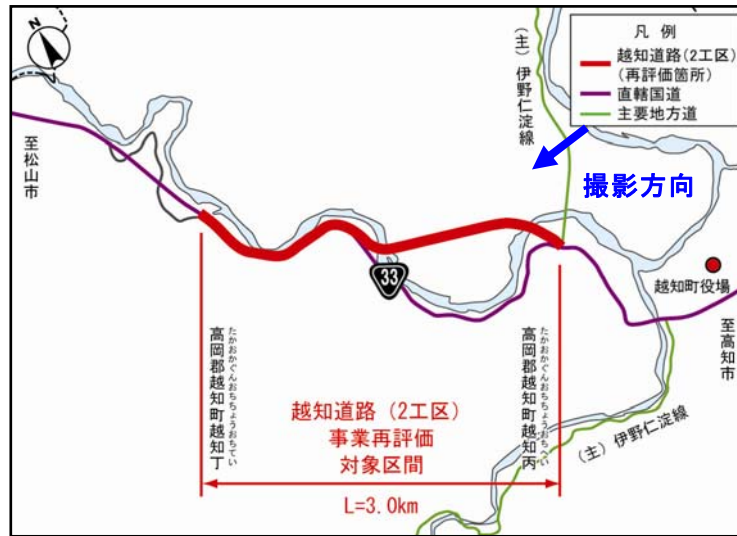 凡 例
越知道路(2工区)
(再評価箇所)
直轄国道
主要地方道
(主) 伊野仁淀線
撮影方向
至松山市
33
越知町役場
至高知市
高岡郡越知町越知丁
たかおかぐんおちちょうおちてい
高岡郡越知町越知丙
たかおかぐんおちちょうおちへい
越知道路 (2工区)
事業再評価
対象区間
L=3.0km
(主) 伊野仁淀線